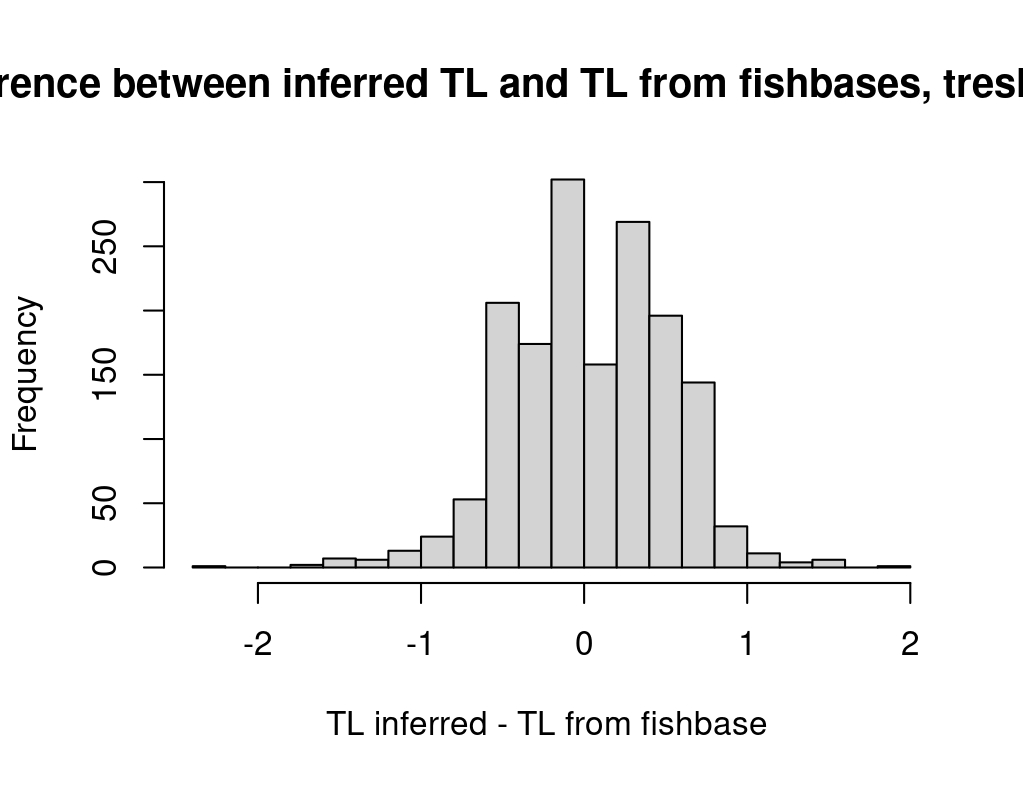 rence between inferred TL and TL from fishbases, tresh
Frequency
250
150
50
0
-2 -1 0 1 2
TL inferred - TL from fishbase